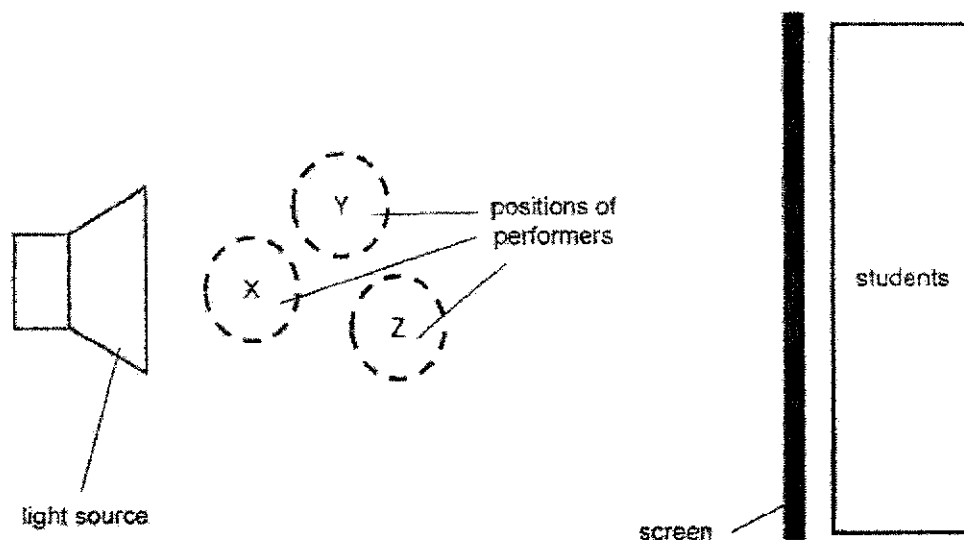 Y
positions of
performers
X
Z
students
light source
screen